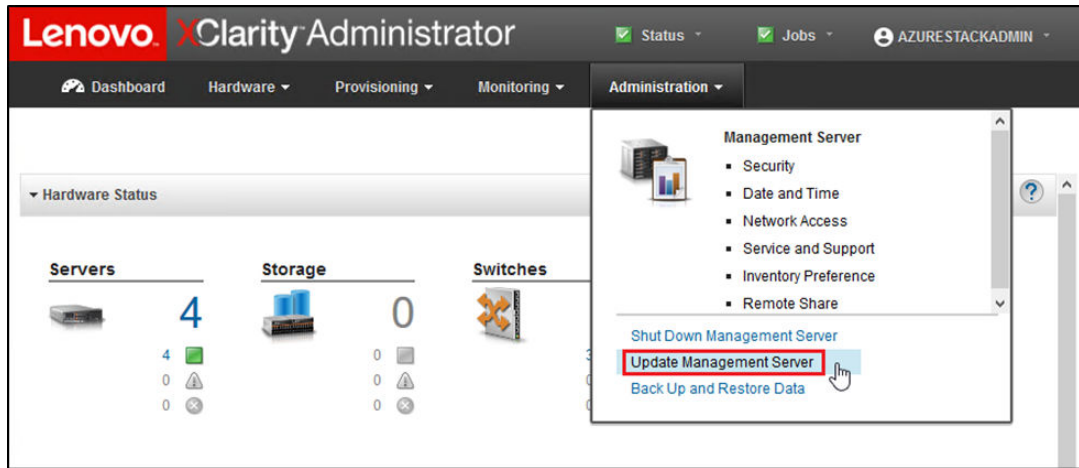 Lenovo. XClarity Administrator
Status
Jobs
AZURESTACKADMIN
Dashboard
Hardware
Provisioning
Monitoring
Administration
Management Server
Security
Date and Time
Network Access
Service and Support
Inventory Preference
Remote Share
Shut Down Management Server
Update Management Server
Back Up and Restore Data
Hardware Status
?
Servers
4
4
0
0
Storage
0
0
0
0
Switches